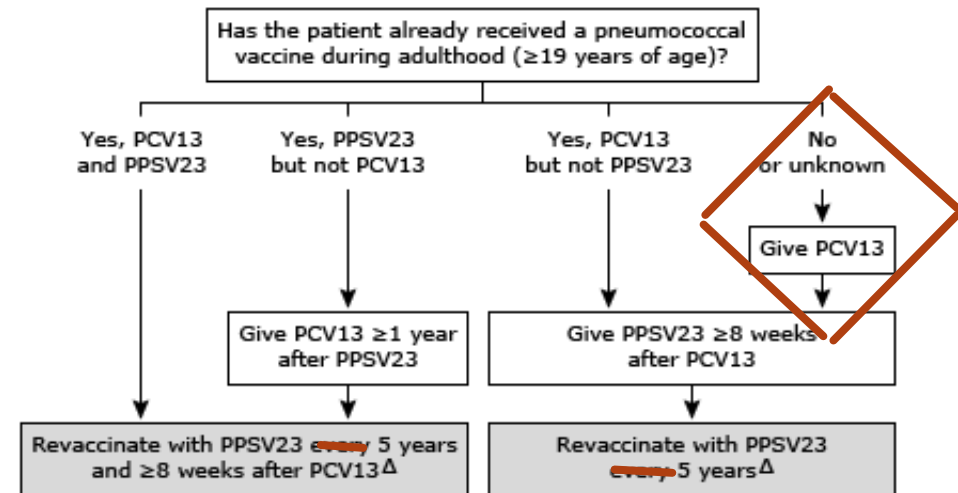 Has the patient already received a pneumococcal
vaccine during adulthood (≥19 years of age)?
Yes, PCV13
and PPSV23
Yes, PPSV23
but not PCV13
Yes, PCV13
but not PPSV23
No
or unknown
Give PCV13
Give PCV13 ≥1 year
after PPSV23
Give PPSV23 ≥8 weeks
after PCV13
Revaccinate with PPSV23 every 5 years
and ≥8 weeks after PCV13Δ
Revaccinate with PPSV23
every 5 yearsΔ